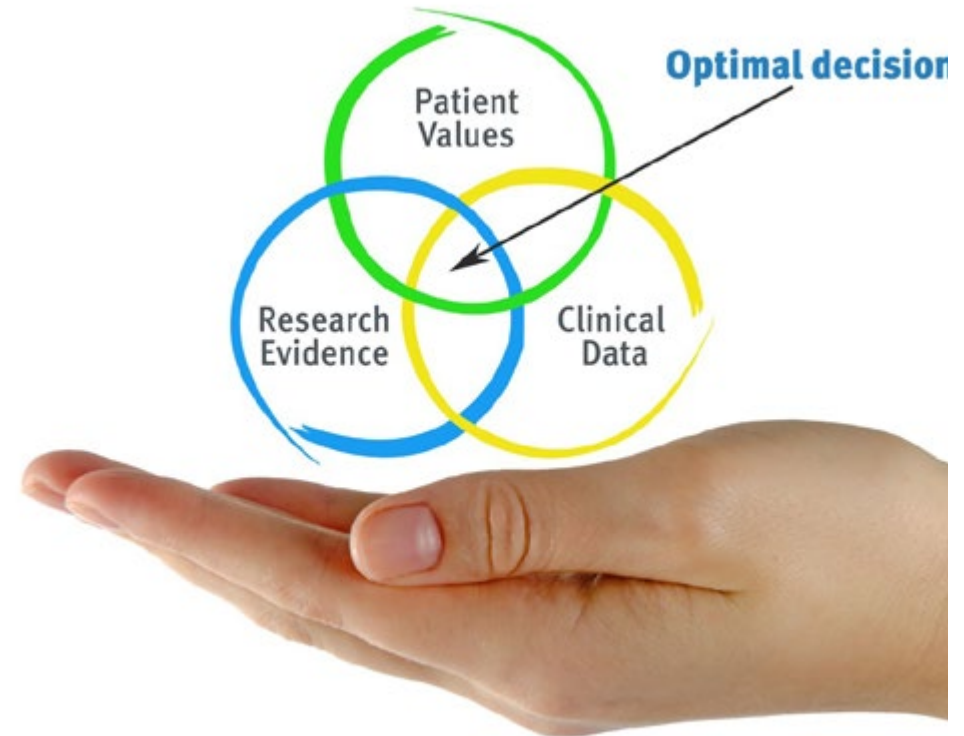 Optimal decision
Patient
Values
Research
Evidence
Clinical
Data